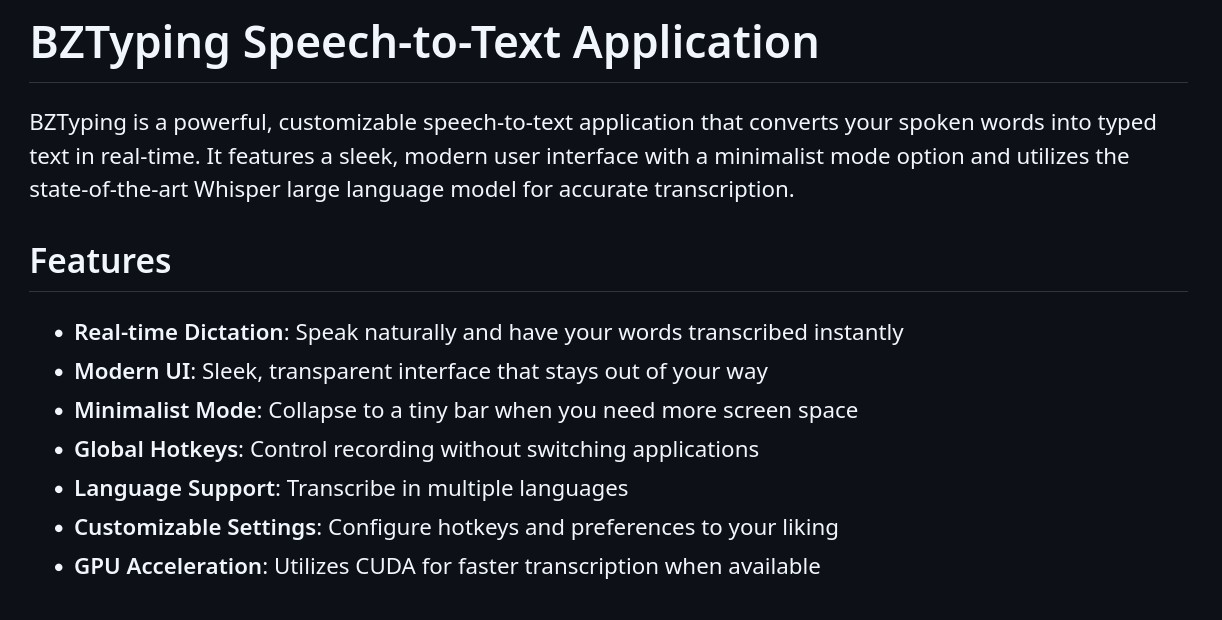 BZTyping Speech-to-Text Application
BZTyping is a powerful, customizable speech-to-text application that converts your spoken words into typed
text in real-time. It features a sleek, modern user interface with a minimalist mode option and utilizes the
state-of-the-art Whisper large language model for accurate transcription.
Features
• Real-time Dictation: Speak naturally and have your words transcribed instantly
• Modern UI: Sleek, transparent interface that stays out of your way
• Minimalist Mode: Collapse to a tiny bar when you need more screen space
• Global Hotkeys: Control recording without switching applications
• Language Support: Transcribe in multiple languages
• Customizable Settings: Configure hotkeys and preferences to your liking
• GPU Acceleration: Utilizes CUDA for faster transcription when available